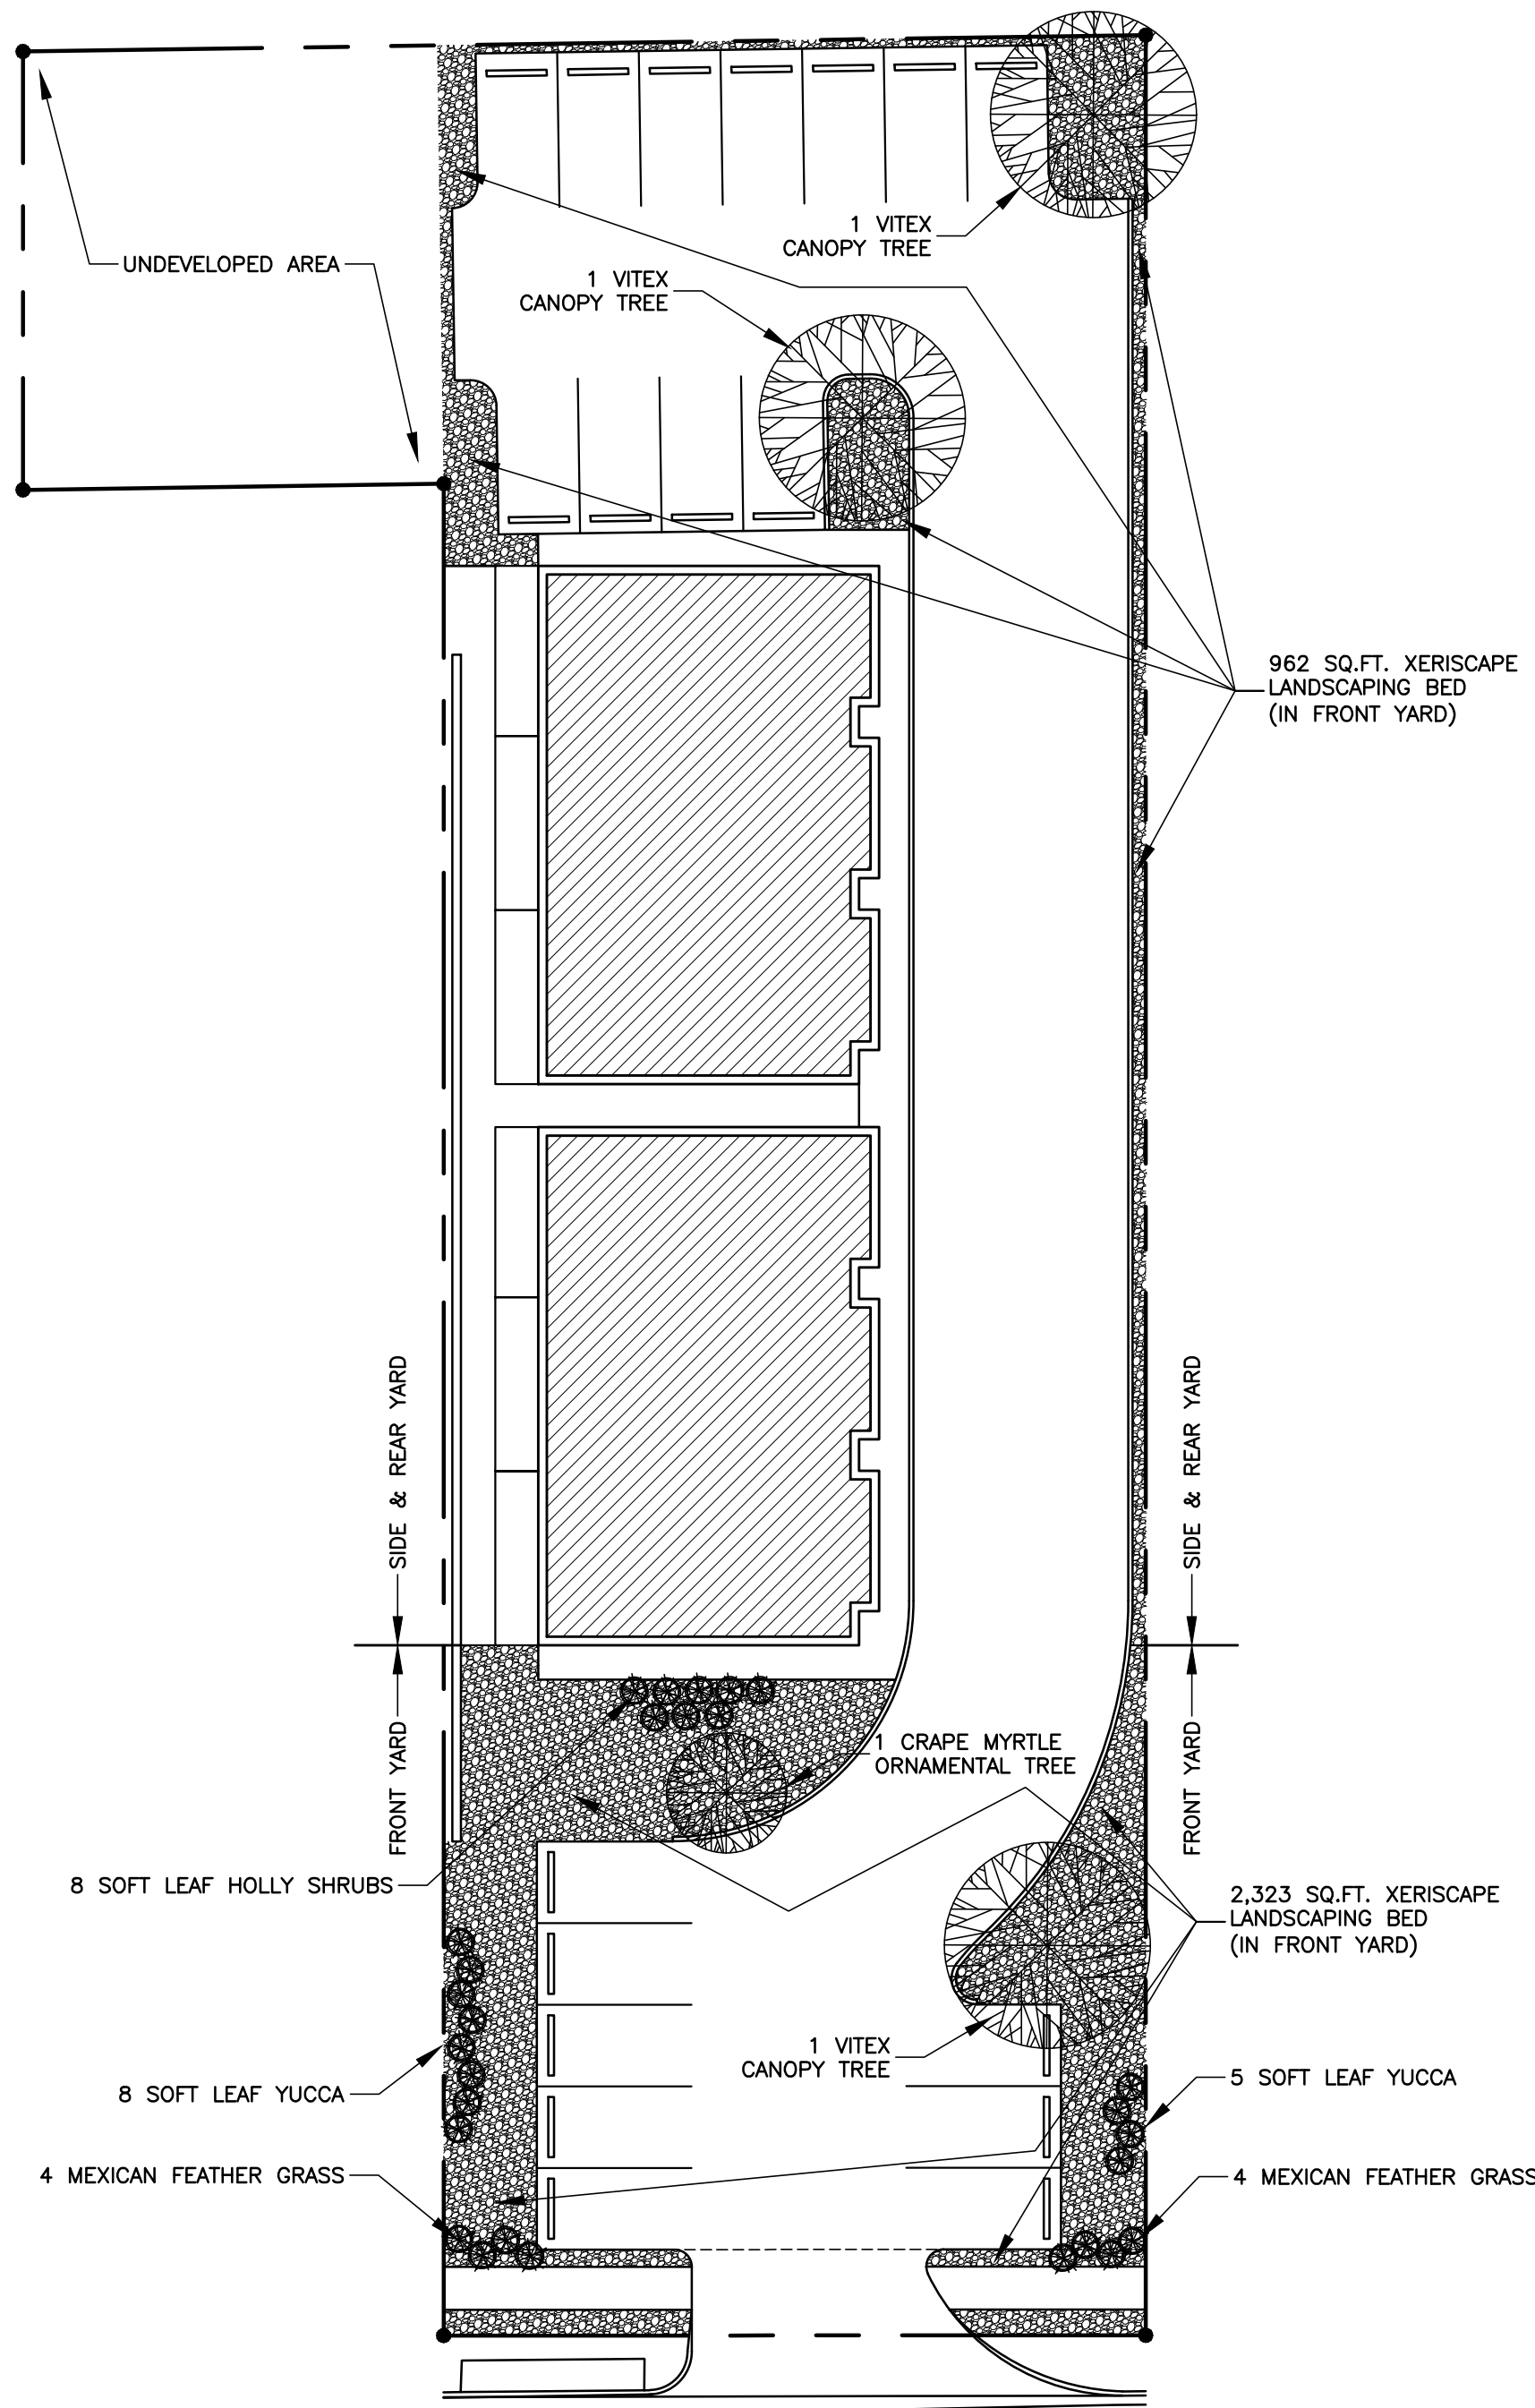 1 VITEX
CANOPY TREE
UNDEVELOPED AREA
1 VITEX
CANOPY TREE
962 SQ.FT. XERISCAPE
LANDSCAPING BED
(IN FRONT YARD)
SIDE & REAR YARD
SIDE & REAR YARD
FRONT YARD
FRONT YARD
1 CRAPE MYRTLE
ORNAMENTAL TREE
8 SOFT LEAF HOLLY SHRUBS
2,323 SQ.FT. XERISCAPE
LANDSCAPING BED
(IN FRONT YARD)
1 VITEX
CANOPY TREE
8 SOFT LEAF YUCCA
5 SOFT LEAF YUCCA
4 MEXICAN FEATHER GRASS
4 MEXICAN FEATHER GRASS